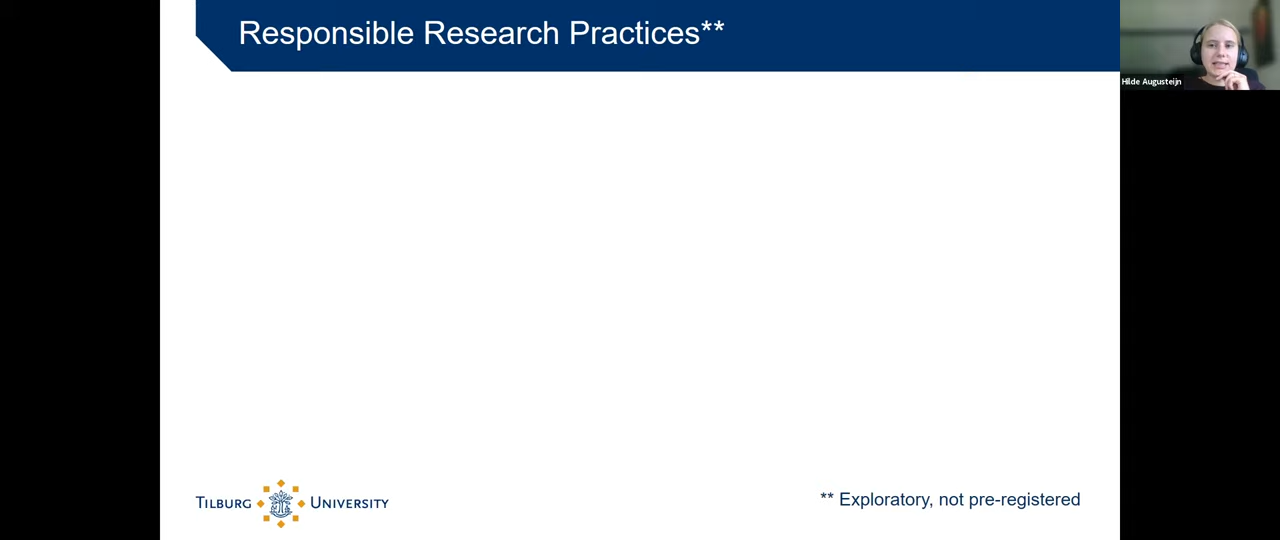 Responsible Research Practices**
Hilde Augusteijn
TILBURG UNIVERSITY
** Exploratory, not pre-registered